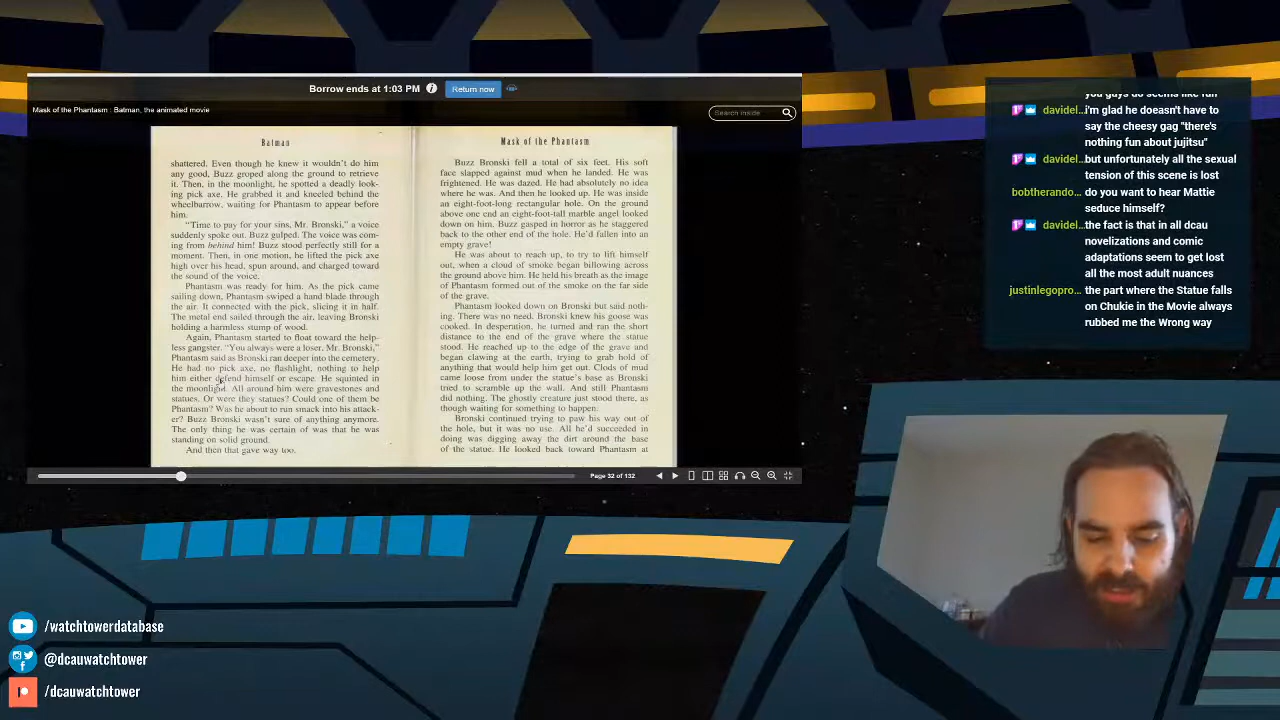 Borrow ends at 1:03 PM
Return now
Mask of the Phantasm : Batman, the animated movie
Search inside
Batman
shattered. Even though he knew it wouldn't do him
any good, Buzz groped along the ground to retrieve
it. Then, in the moonlight, he spotted a deadly look-
ing pick axe. He grabbed it and kneeled behind the
wheelbarrow, waiting for Phantasm to appear before
him.
"Time to pay for your sins, Mr. Bronski," a voice
suddenly spoke out. Buzz gulped. The voice was com-
ing from behind him! Buzz stood perfectly still for a
moment. Then, in one motion, he lifted the pick axe
high over his head, spun around, and charged toward
the sound of the voice.
Phantasm was ready for him. As the pick came
sailing down, Phantasm swiped a hand blade through
the air. It connected with the pick, slicing it in half.
The metal end sailed through the air, leaving Bronski
holding a harmless stump of wood.
Again, Phantasm started to float toward the help-
less gangster. "You always were a loser, Mr. Bronski,"
Phantasm said as Bronski ran deeper into the cemetery.
He had no pick axe, no flashlight, nothing to help
him either defend himself or escape. He squinted in
the moonlight. All around him were gravestones and
statues. Or were they statues? Could one of them be
Phantasm? Was he about to run smack into his attack-
er? Buzz Bronski wasn't sure of anything anymore.
The only thing he was certain of was that he was
standing on solid ground.
And then that gave way too.
Mask of the Phantasm
Buzz Bronski fell a total of six feet. His soft
face slapped against mud when he landed. He was
frightened. He was dazed. He had absolutely no idea
where he was. And then he looked up. He was inside
an eight-foot-long rectangular hole. On the ground
above one end an eight-foot-tall marble angel looked
down on him. Buzz gasped in horror as he staggered
back to the other end of the hole. He'd fallen into an
empty grave!
He was about to reach up, to try to lift himself
out, when a cloud of smoke began billowing across
the ground above him. He held his breath as the image
of Phantasm formed out of the smoke on the far side
of the grave.
Phantasm looked down on Bronski but said noth-
ing. There was no need. Bronski knew his goose was
cooked. In desperation, he turned and ran the short
distance to the end of the grave where the statue
stood. He reached up to the edge of the grave and
began clawing at the earth, trying to grab hold of
anything that would help him get out. Clods of mud
came loose from under the statue's base as Bronski
tried to scramble up the wall. And still Phantasm
did nothing. The ghostly creature just stood there, as
though waiting for something to happen.
Bronski continued trying to paw his way out of
the hole, but it was no use. All he'd succeeded in
doing was digging away the dirt around the base
of the statue. He looked back toward Phantasm at
Page 32 of 132
you guys do seems like fun
davidel... i'm glad he doeasn't have to
say the cheesy gag "there's
nothing fun about jujitsu"
davidel... but unfortunately all the sexual
tension of this scene is lost
bobtherando... do you want to hear Mattie
seduce himself?
davidel... the fact is that in all dcau
novelizations and comic
adaptations seem to get lost
all the most adult nuances
justinlegopro... the part where the Statue falls
on Chukie in the Movie always
rubbed me the Wrong way
/watchtowerdatabase
@dcauwatchtower
/dcauwatchtower